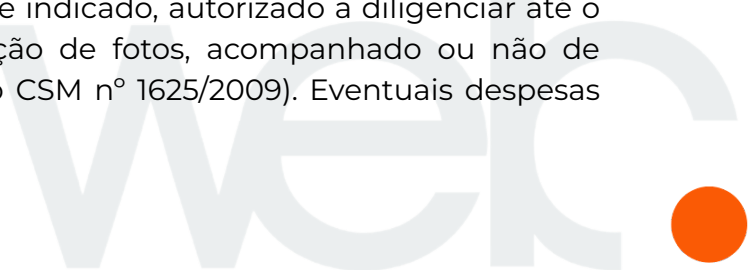 e indicado, autorizado a diligenciar até o
ção de fotos, acompanhado ou não de
o CSM nº 1625/2009). Eventuais despesas